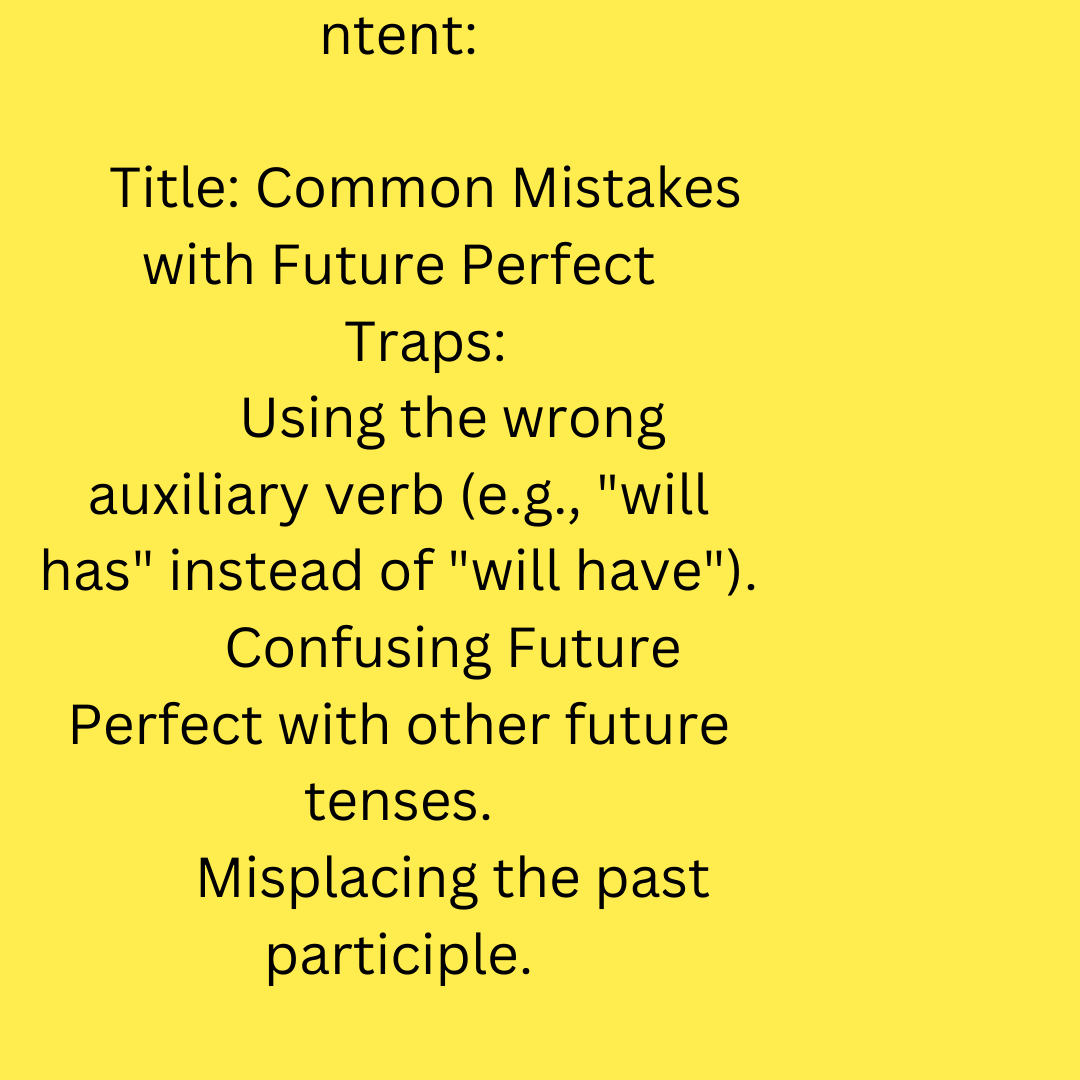 ntent:
Title: Common Mistakes
with Future Perfect
Traps:
Using the wrong
auxiliary verb (e.g., "will
has" instead of "will have").
Confusing Future
Perfect with other future
tenses.
Misplacing the past
participle.